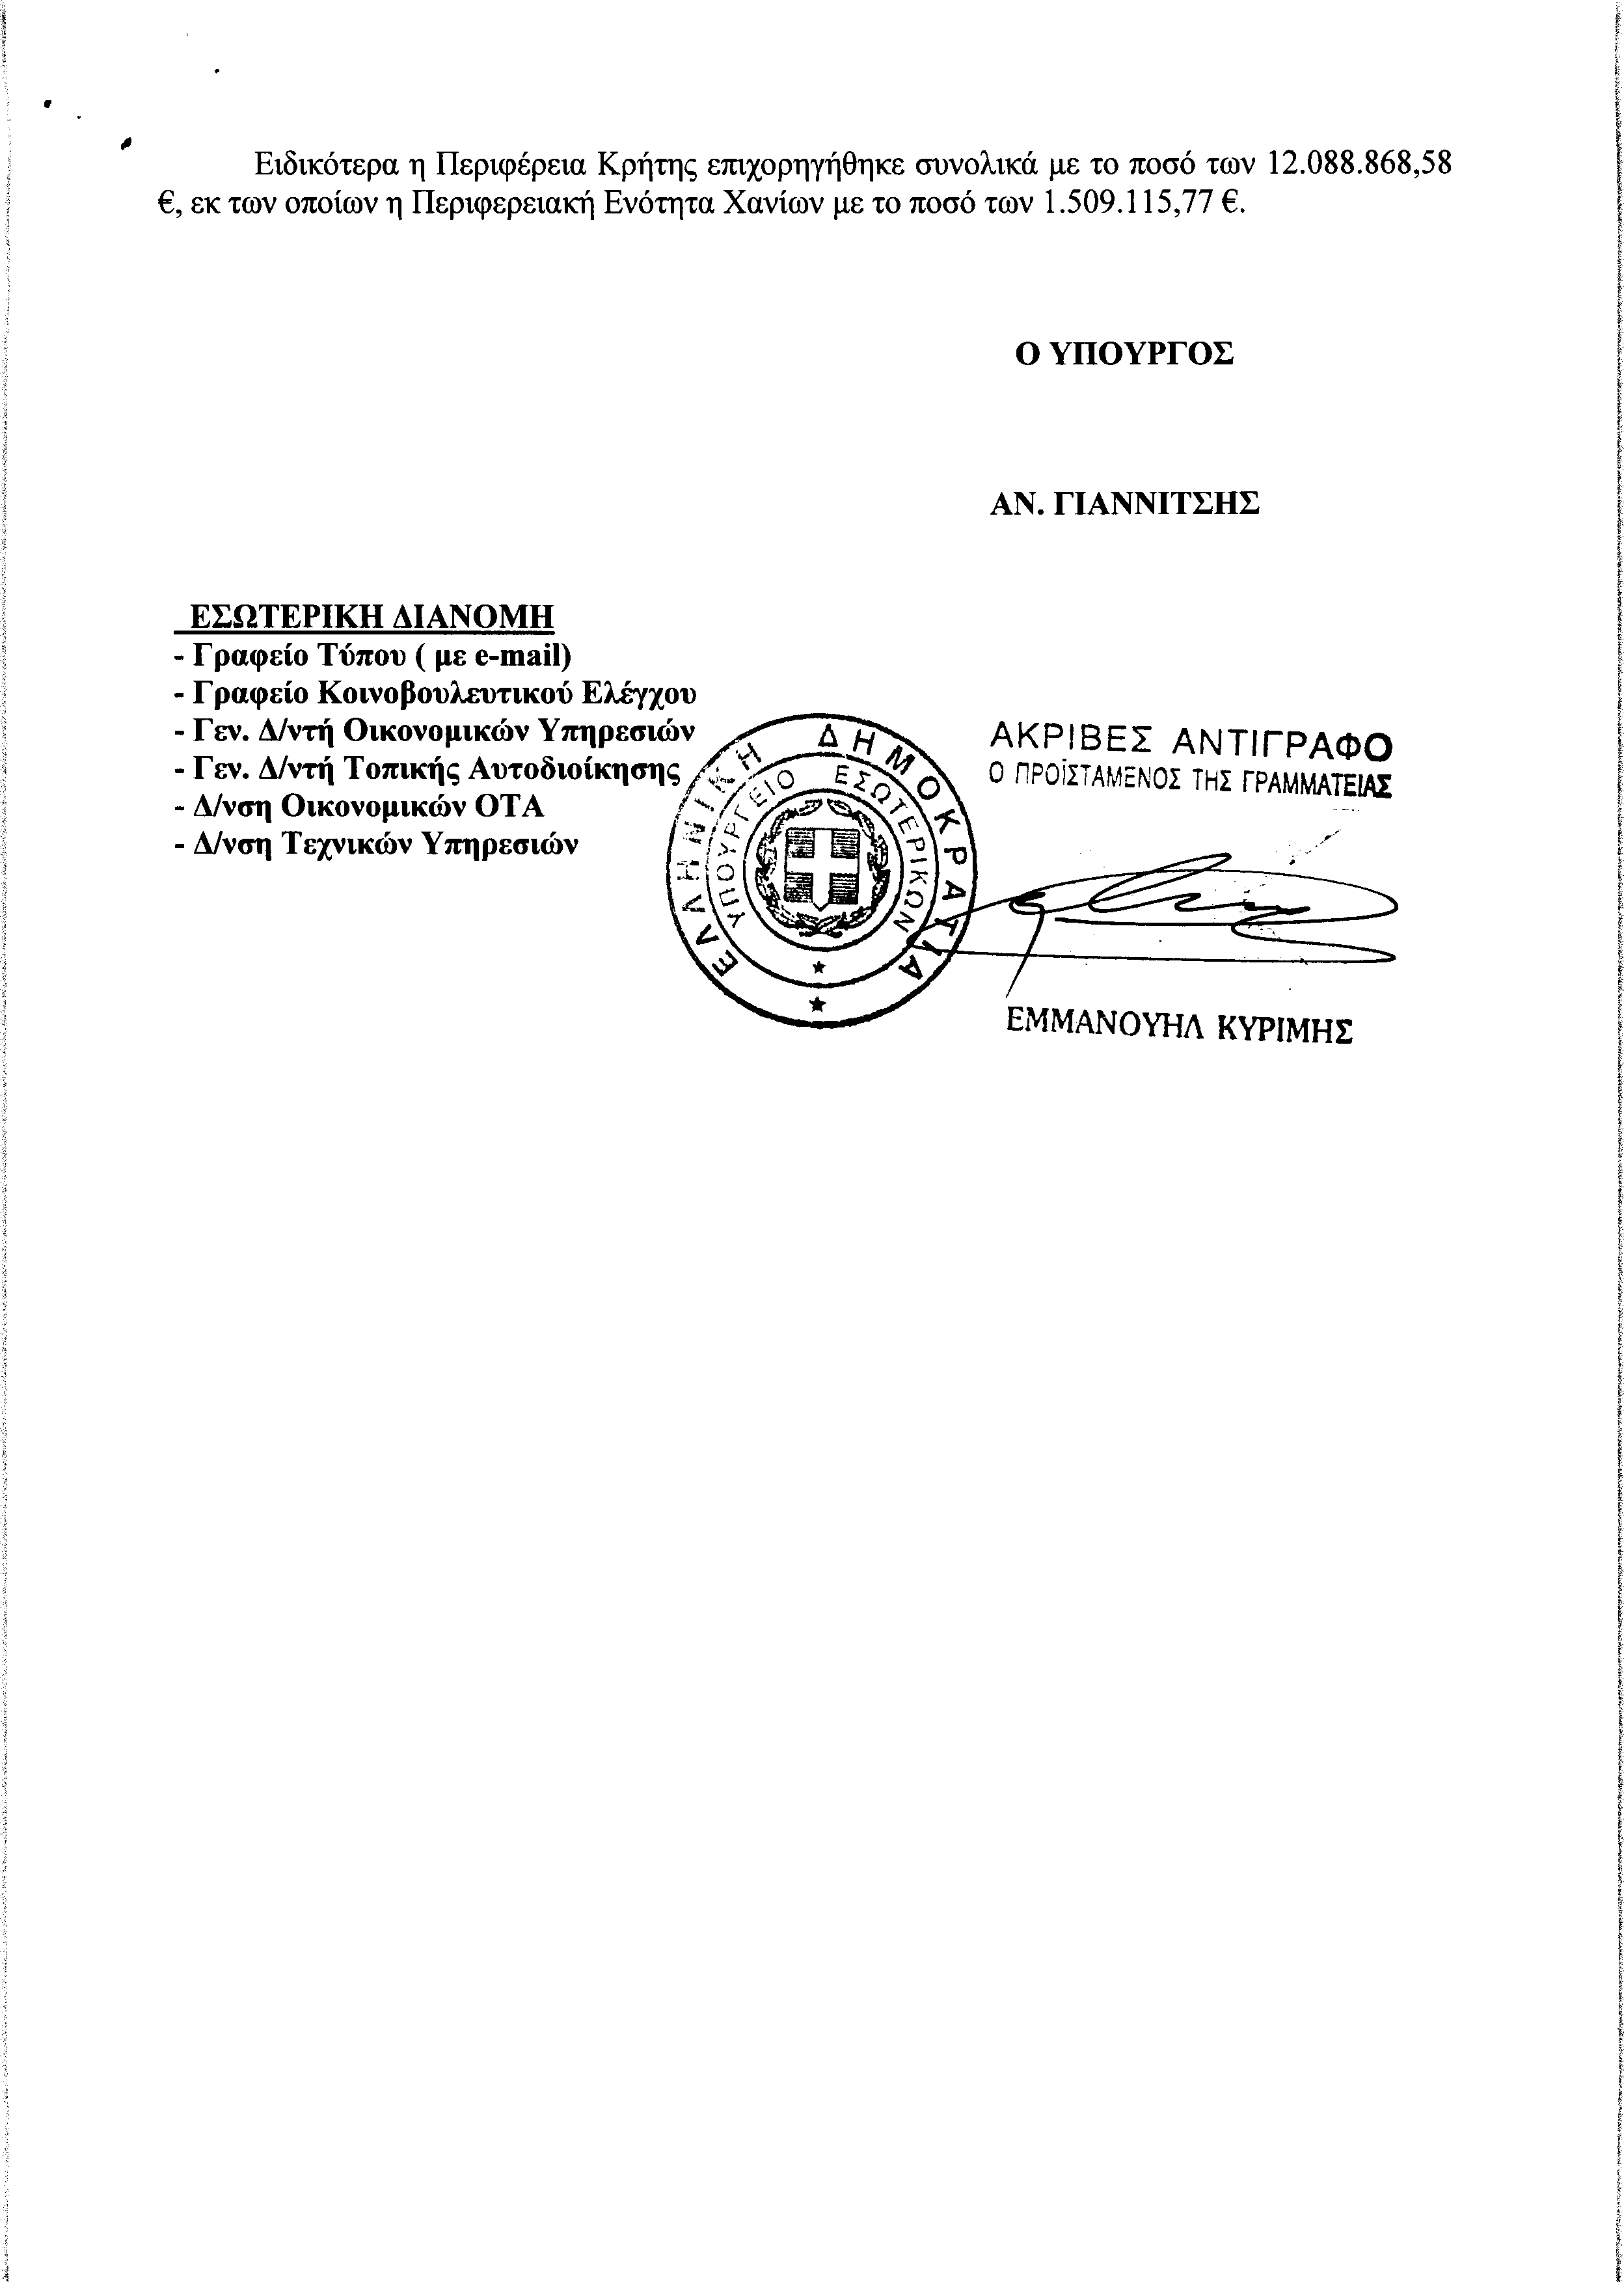 Ειδικότερα η Περιφέρεια Κρήτης επιχορηγήθηκε συνολικά με το ποσό των 12.088.868,58
€, εκ των οποίων η Περιφερειακή Ενότητα Χανίων με το ποσό των 1.509.115,77 €.
Ο ΥΠΟΥΡΓΟΣ
ΑΝ. ΓΙΑΝΝΙΤΣΗΣ
ΕΣΩΤΕΡΙΚΗ ΔΙΑΝΟΜΗ
- Γραφείο Τύπου ( με e-mail)
- Γραφείο Κοινοβουλευτικού Ελέγχου
- Γεν. Δ/ντή Οικονομικών Υπηρεσιών
- Γεν. Δ/ντή Τοπικής Αυτοδιοίκησης
- Δ/νση Οικονομικών ΟΤΑ
- Δ/νση Τεχνικών Υπηρεσιών
ΕΛΛΗΝΙΚΗ ΔΗΜΟΚΡΑΤΙΑ
ΥΠΟΥΡΓΕΙΟ ΕΣΩΤΕΡΙΚΩΝ
ΑΚΡΙΒΕΣ ΑΝΤΙΓΡΑΦΟ
Ο ΠΡΟΪΣΤΑΜΕΝΟΣ ΤΗΣ ΓΡΑΜΜΑΤΕΙΑΣ
ΕΜΜΑΝΟΥΗΛ ΚΥΡΙΜΗΣ